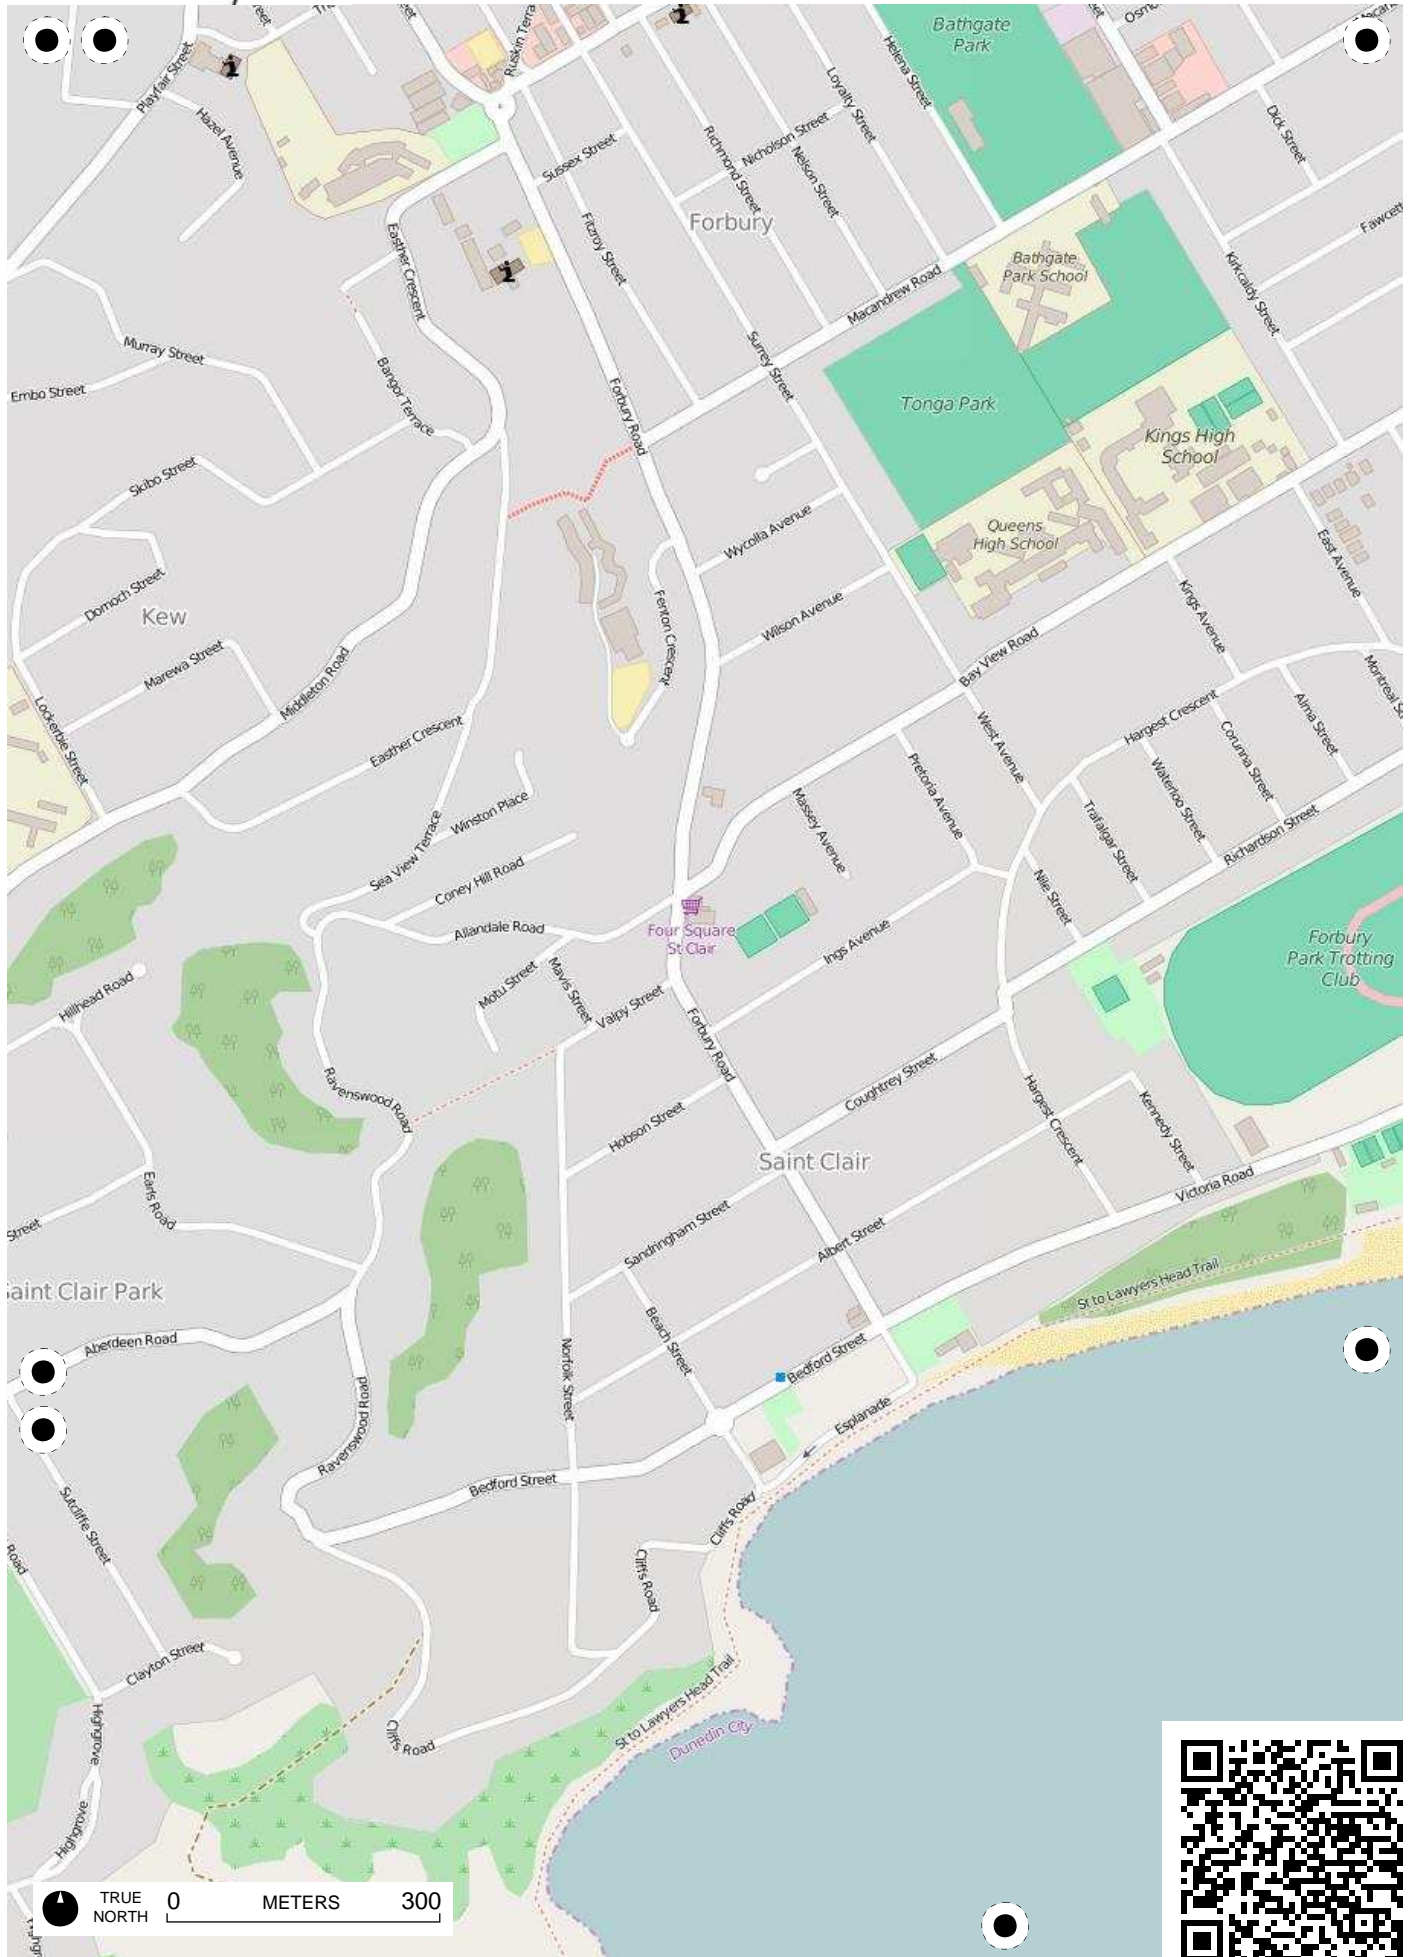 Playfair Street
Hazel Avenue
Ruskin Terra
Sussex Street
Fitzroy Street
Easther Crescent
Forbury
Richmond Street
Nicholson Street
Nelson Street
Loyalty Street
Helena Street
Bathgate
Park
Dick Street
Fawcett
Kirkcaldy Street
Bathgate
Park School
Macandrew Road
Murray Street
Embo Street
Bangor Terrace
Forbury Road
Surrey Street
Tonga Park
Kings High
School
Skibo Street
Queens
High School
Wycolla Avenue
East Avenue
Dornoch Street
Kew
Fenton Crescent
Wilson Avenue
Kings Avenue
Marewa Street
Middleton Road
Bay View Road
Lockerbie Street
Easther Crescent
West Avenue
Hargest Crescent
Alma Street
Montreal S
Corunna Street
Waterloo Street
Pretoria Avenue
Massey Avenue
Trafalgar Street
Richardson Street
Winston Place
Sea View Terrace
Coney Hill Road
Allandale Road
Four Square
St Clair
Nile Street
Ings Avenue
Forbury
Park Trotting
Club
Hillhead Road
Motu Street
Mavis Street
Valpy Street
Forbury Road
Ravenswood Road
Hobson Street
Coughtrey Street
Hargest Crescent
Kennedy Street
Saint Clair
Victoria Road
Earls Road
Street
Sandringham Street
Albert Street
St to Lawyers Head Trail
Saint Clair Park
Aberdeen Road
Beach Street
Norfolk Street
Bedford Street
Ravenswood Road
Esplanade
Bedford Street
Cliffs Road
Sutcliffe Street
Road
Cliffs Road
Clayton Street
St to Lawyers Head Trail
Highgrove
Cliffs Road
Dunedin City
Highgrove
TRUE
NORTH
0 METERS 300